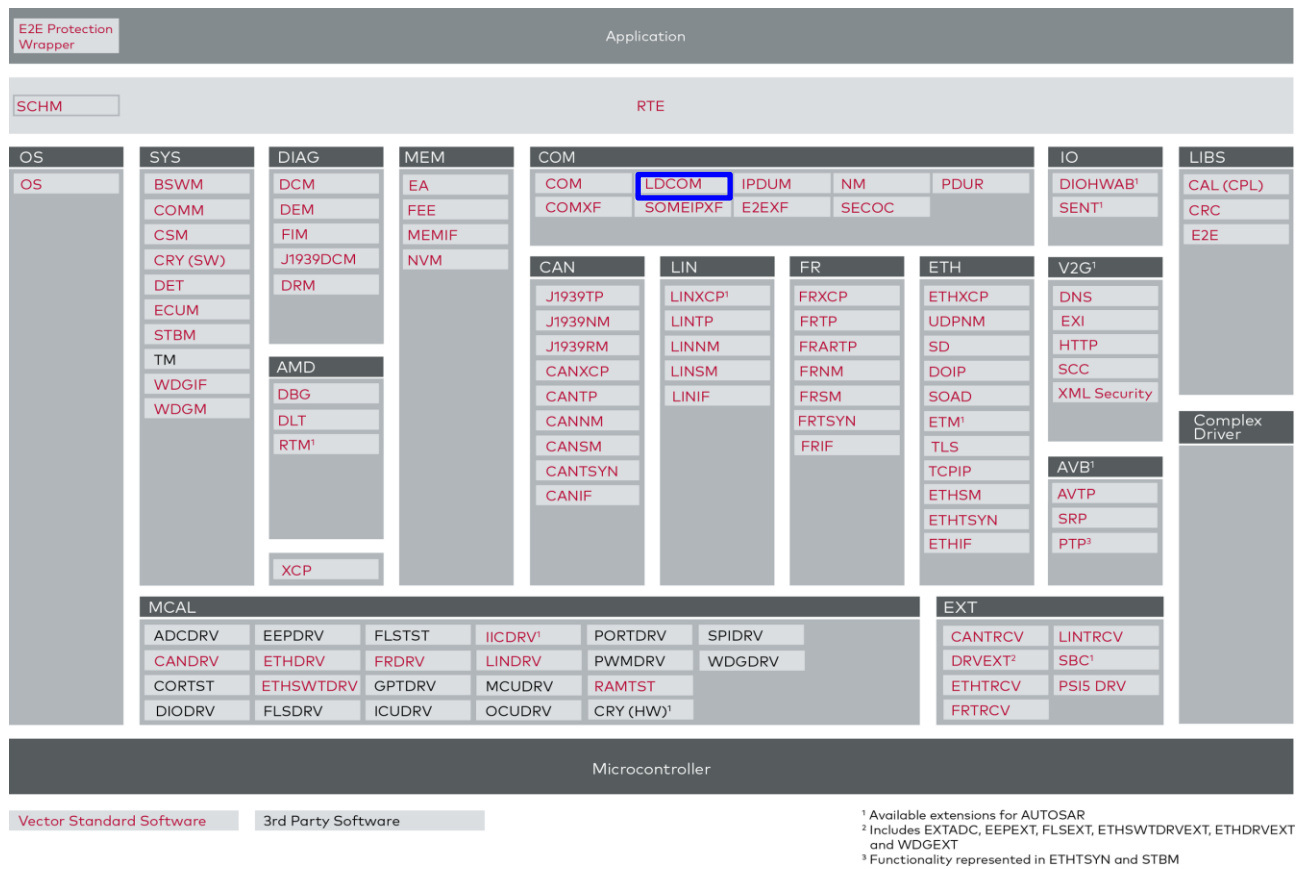 E2E Protection
Wrapper
Application
SCHM
RTE
OS
OS
SYS
BSWM
COMM
CSM
CRY (SW)
DET
ECUM
STBM
TM
WDGIF
WDGM
DIAG
DCM
DEM
FIM
J1939DCM
DRM
AMD
DBG
DLT
RTM¹
XCP
MEM
EA
FEE
MEMIF
NVM
COM
COM LDCOM IPDUM NM PDUR
COMXF SOMEIPXF E2EXF SECOC
CAN
J1939TP
J1939NM
J1939RM
CANXCP
CANTP
CANNM
CANSM
CANTSYN
CANIF
LIN
LINXCP¹
LINTP
LINNM
LINSM
LINIF
FR
FRXCP
FRTP
FRARTP
FRNM
FRSM
FRTSYN
FRIF
ETH
ETHXCP
UDPNM
SD
DOIP
SOAD
ETM¹
TLS
TCPIP
ETHSM
ETHTSYN
ETHIF
IO
DIOHWAB¹
SENT¹
V2G¹
DNS
EXI
HTTP
SCC
XML Security
AVB¹
AVTP
SRP
PTP³
LIBS
CAL (CPL)
CRC
E2E
Complex
Driver
MCAL
ADCDRV EEPDRV FLSTST IICDRV¹ PORTDRV SPIDRV
CANDRV ETHDRV FRDRV LINDRV PWMDRV WDGDRV
CORTST ETHSWTDRV GPTDRV MCUDRV RAMTST
DIODRV FLSDRV ICUDRV OCUDRV CRY (HW)¹
EXT
CANTRCV LINTRCV
DRVEXT² SBC¹
ETHTRCV PSI5 DRV
FRTRCV
Microcontroller
Vector Standard Software
3rd Party Software
¹ Available extensions for AUTOSAR
² Includes EXTADC, EEPEXT, FLSEXT, ETHSWTDRVEXT, ETHDRVEXT
and WDGEXT
³ Functionality represented in ETHTSYN and STBM